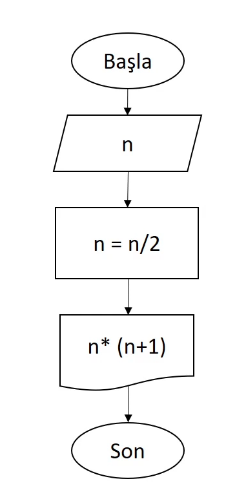 Başla
n
n = n/2
n* (n+1)
Son